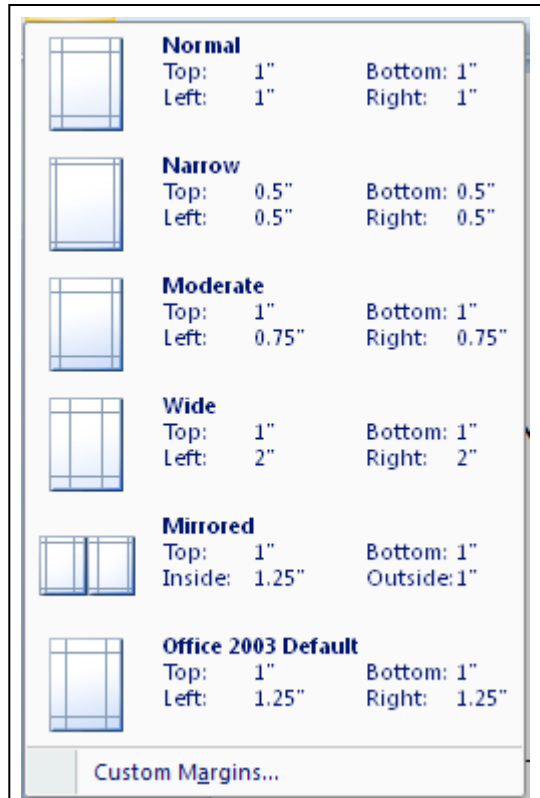 Normal
Top: 1" Bottom: 1"
Left: 1" Right: 1"
Narrow
Top: 0.5" Bottom: 0.5"
Left: 0.5" Right: 0.5"
Moderate
Top: 1" Bottom: 1"
Left: 0.75" Right: 0.75"
Wide
Top: 1" Bottom: 1"
Left: 2" Right: 2"
Mirrored
Top: 1" Bottom: 1"
Inside: 1.25" Outside: 1"
Office 2003 Default
Top: 1" Bottom: 1"
Left: 1.25" Right: 1.25"
Custom Margins...